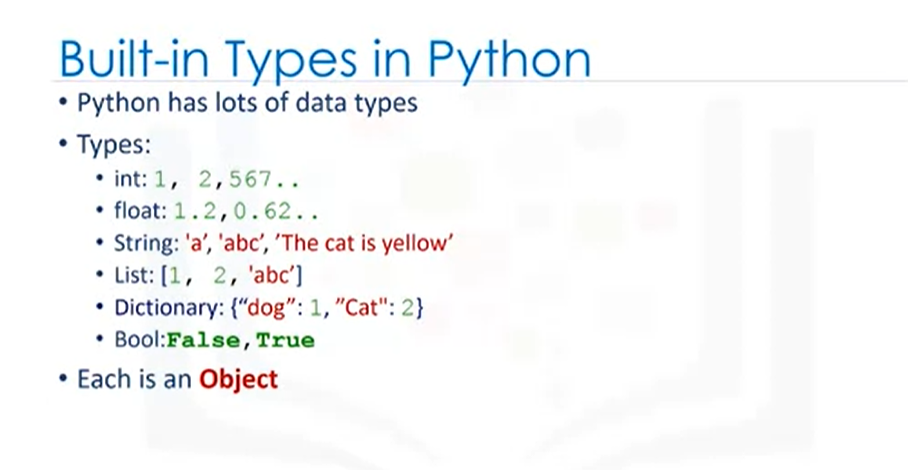 Built-in Types in Python
• Python has lots of data types
• Types:
• int: 1, 2,567..
• float: 1.2,0.62..
• String: 'a', 'abc', 'The cat is yellow'
• List: [1, 2, 'abc']
• Dictionary: {“dog”: 1, ”Cat": 2}
• Bool:False,True
• Each is an Object